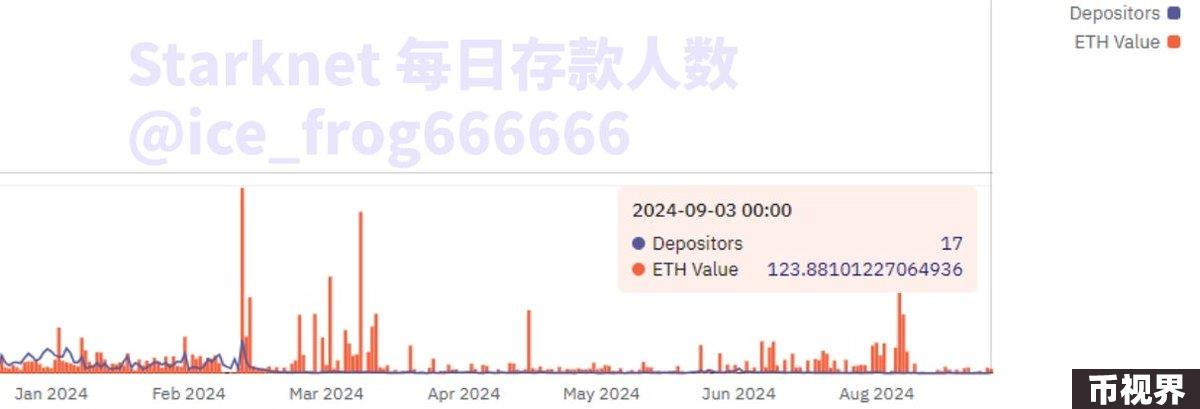 Depositors
ETH Value
Starknet 每日存款人数
@ice_frog666666
2024-09-03 00:00
Depositors 17
ETH Value 123.88101227064936
Jan 2024 Feb 2024 Mar 2024 Apr 2024 May 2024 Jun 2024 Aug 2024
币视界